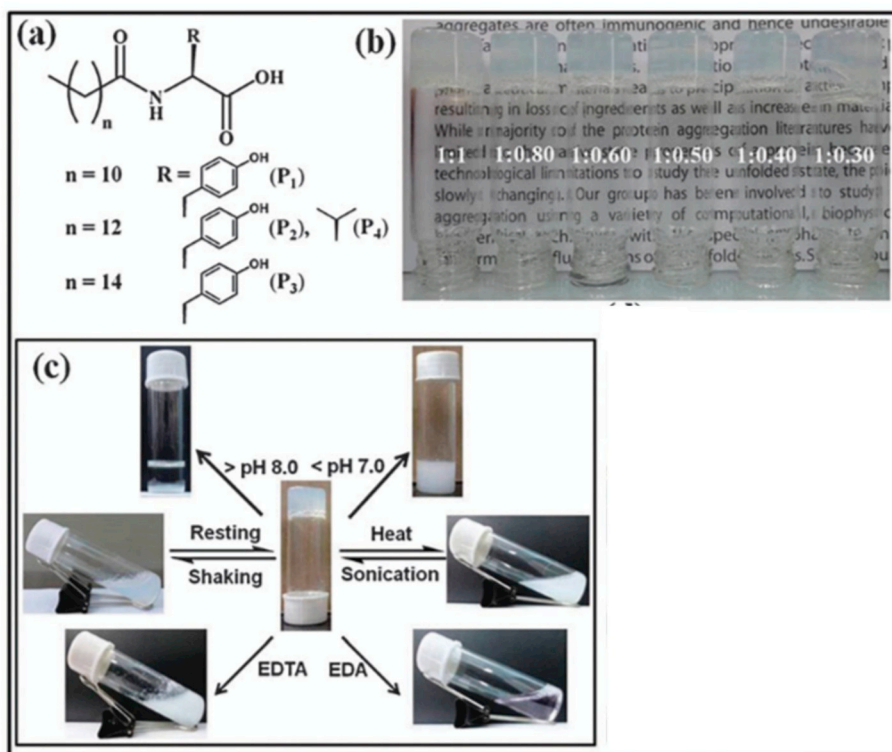 (a)
O
R
OH
N
H
O
n
n = 10 R = OH (P1)
n = 12 OH (P2), (P4)
n = 14 OH (P3)
(b)
aggregates are often immunogenic and hence undesirable
resulting in loss of ingredients as well as increase in
While majority of the protein aggregation literatures
1:1 1:0.80 1:0.60 1:0.50 1:0.40 1:0.30
technological limitations to study the unfolded state, the
slowly changing). Our group has been involved to study
aggregation using a variety of computational, biophysic
(c)
> pH 8.0 < pH 7.0
Resting Heat
Shaking Sonication
EDTA EDA